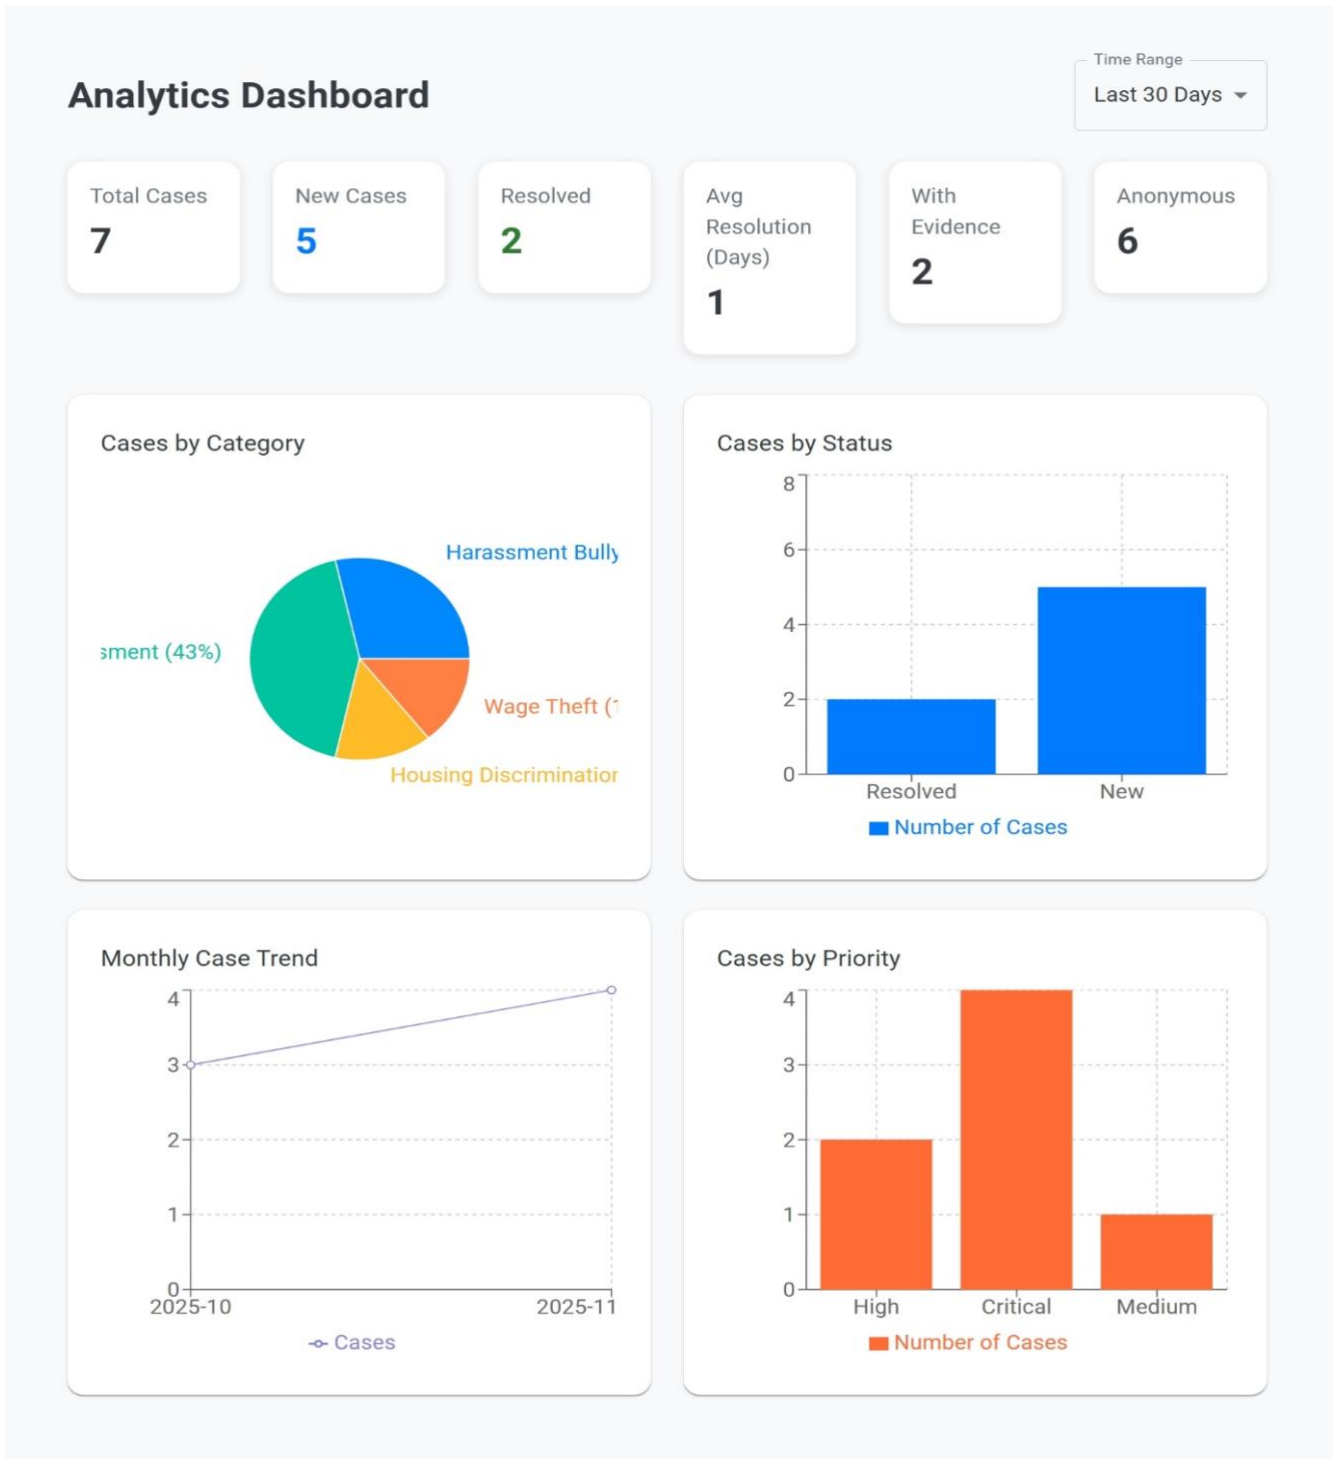 Time Range
Analytics Dashboard
Last 30 Days
Total Cases
7
New Cases
5
Resolved
2
Avg
Resolution
(Days)
1
With
Evidence
2
Anonymous
6
Cases by Category
Harassment Bully
sment (43%)
Wage Theft (1
Housing Discrimination
Cases by Status
8
6
4
2
0
Resolved New
Number of Cases
Monthly Case Trend
4
3
2
1
0
2025-10 2025-11
Cases
Cases by Priority
4
3
2
1
0
High Critical Medium
Number of Cases